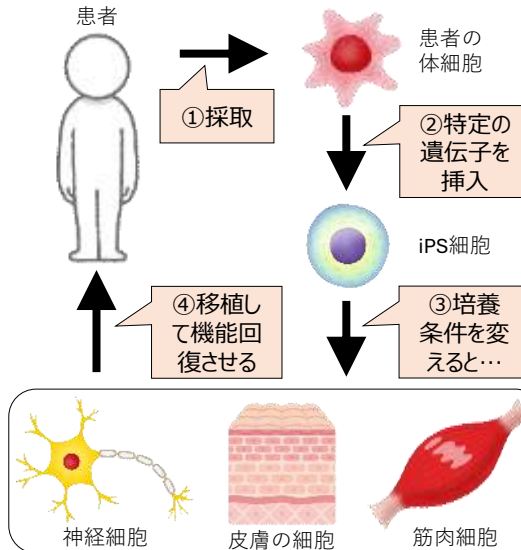 患者
患者の
体細胞
①採取
②特定の
遺伝子を
挿入
iPS細胞
④移植し
て機能回
復させる
③培養
条件を変
えると…
神経細胞
皮膚の細胞
筋肉細胞